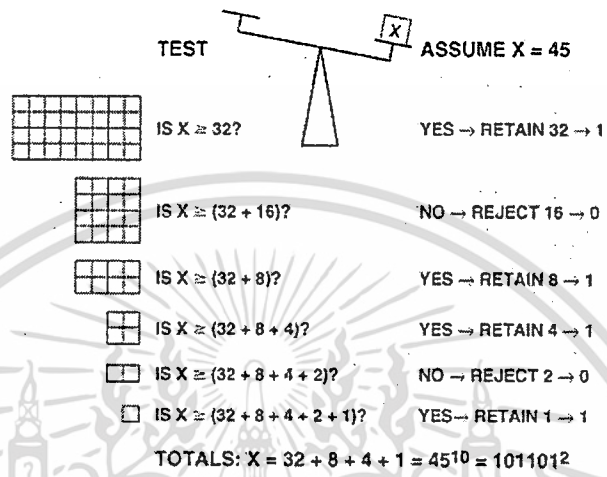 X
TEST ASSUME X = 45
IS X ≥ 32? YES → RETAIN 32 → 1
IS X ≥ (32 + 16)? NO → REJECT 16 → 0
IS X ≥ (32 + 8)? YES → RETAIN 8 → 1
IS X ≥ (32 + 8 + 4)? YES → RETAIN 4 → 1
IS X ≥ (32 + 8 + 4 + 2)? NO → REJECT 2 → 0
IS X ≥ (32 + 8 + 4 + 2 + 1)? YES → RETAIN 1 → 1
TOTALS: X = 32 + 8 + 4 + 1 = 45¹⁰ = 101101²